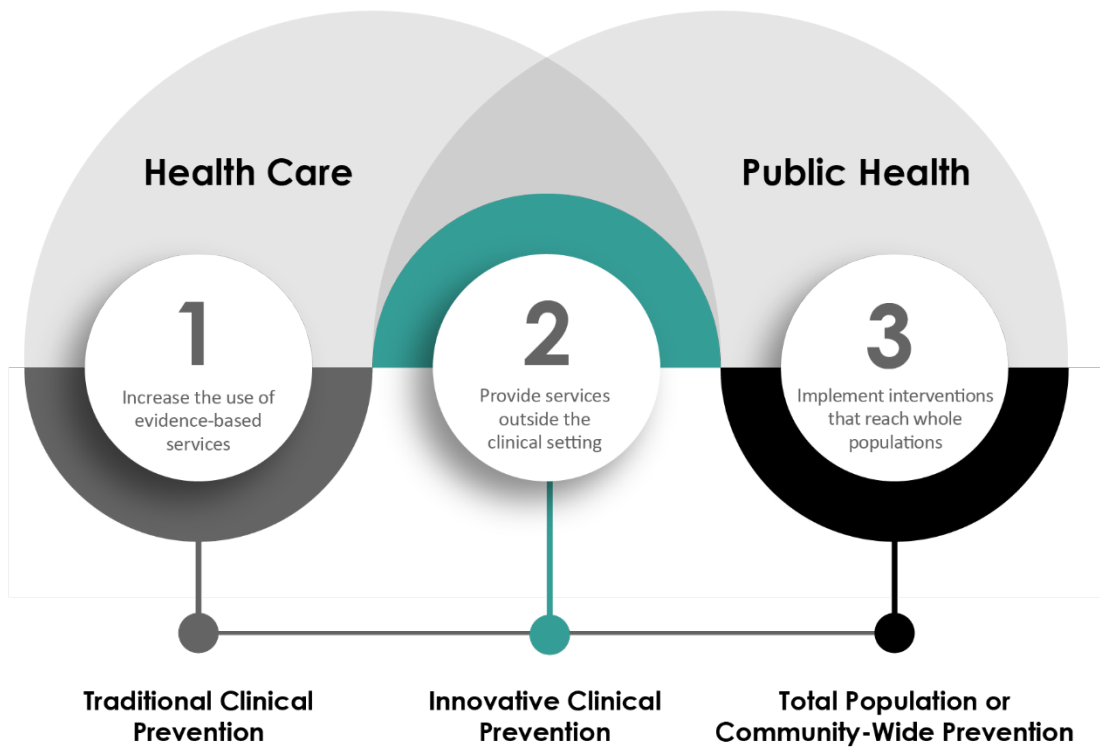 Health Care
Public Health
1
Increase the use of
evidence-based
services
2
Provide services
outside the
clinical setting
3
Implement interventions
that reach whole
populations
Traditional Clinical
Prevention
Innovative Clinical
Prevention
Total Population or
Community-Wide Prevention